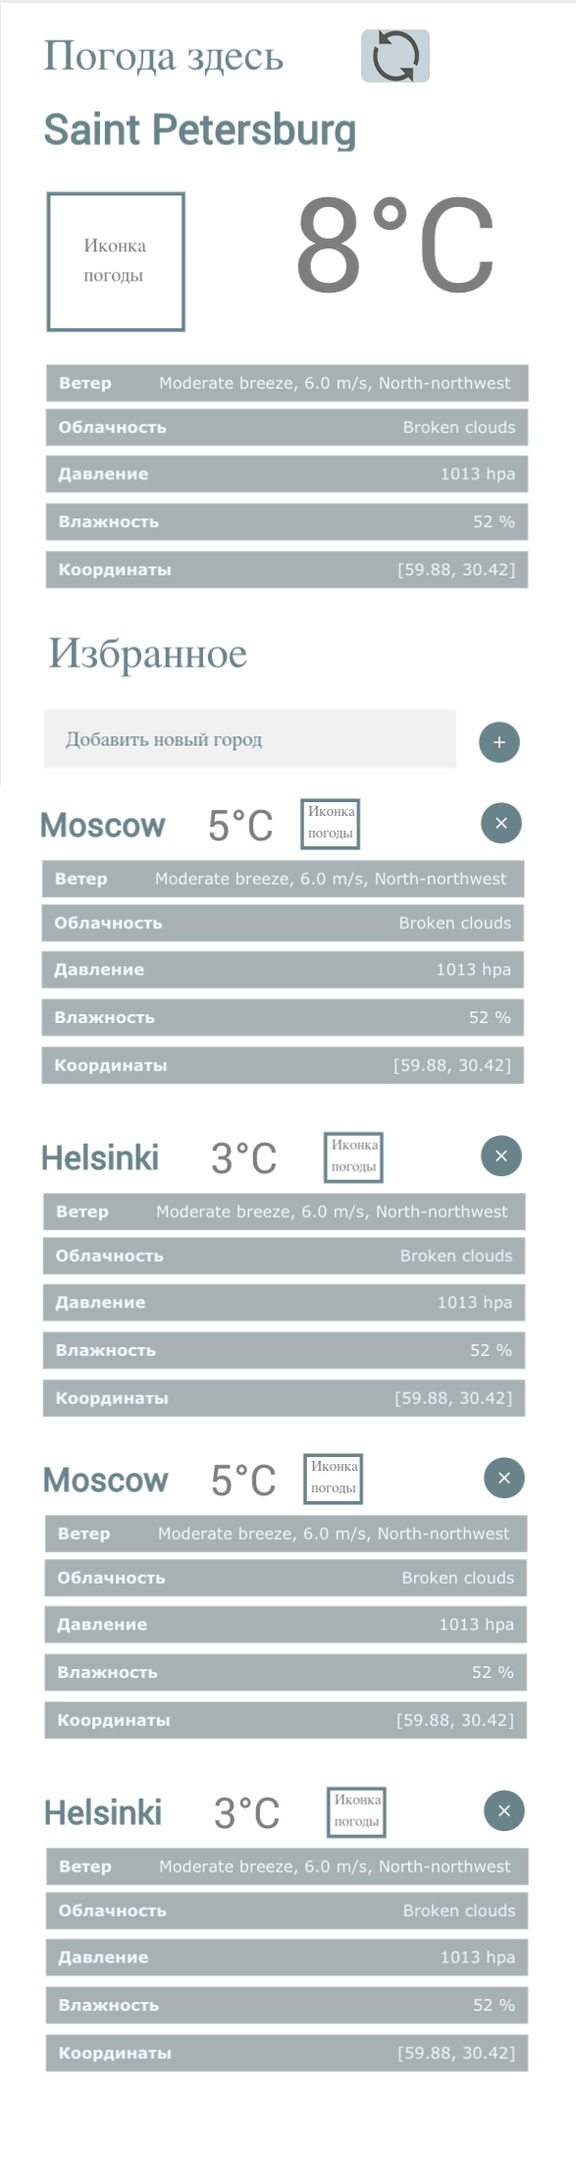 Погода здесь
Saint Petersburg
Иконка
погоды
8°C
Ветер Moderate breeze, 6.0 m/s, North-northwest
Облачность Broken clouds
Давление 1013 hpa
Влажность 52 %
Координаты [59.88, 30.42]
Избранное
Добавить новый город +
Moscow 5°C Иконка погоды ×
Ветер Moderate breeze, 6.0 m/s, North-northwest
Облачность Broken clouds
Давление 1013 hpa
Влажность 52 %
Координаты [59.88, 30.42]
Helsinki 3°C Иконка погоды ×
Ветер Moderate breeze, 6.0 m/s, North-northwest
Облачность Broken clouds
Давление 1013 hpa
Влажность 52 %
Координаты [59.88, 30.42]
Moscow 5°C Иконка погоды ×
Ветер Moderate breeze, 6.0 m/s, North-northwest
Облачность Broken clouds
Давление 1013 hpa
Влажность 52 %
Координаты [59.88, 30.42]
Helsinki 3°C Иконка погоды ×
Ветер Moderate breeze, 6.0 m/s, North-northwest
Облачность Broken clouds
Давление 1013 hpa
Влажность 52 %
Координаты [59.88, 30.42]